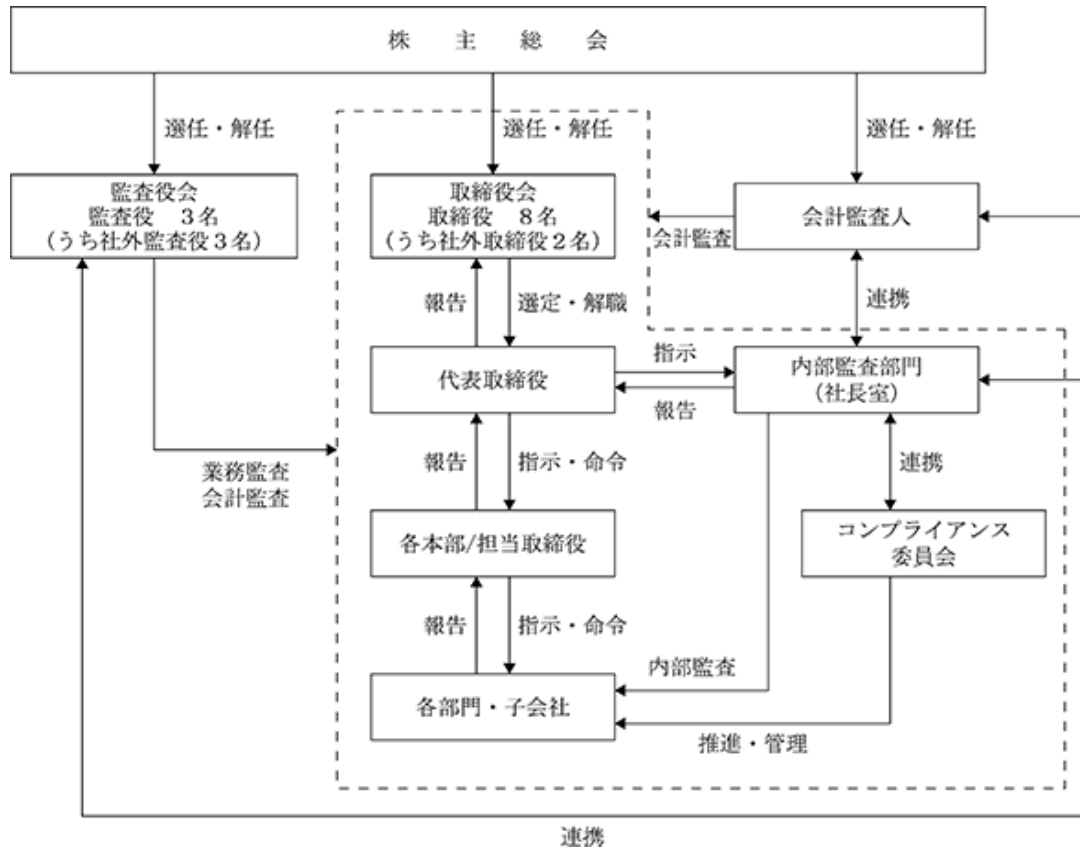 株 主 総 会
選任・解任
選任・解任
選任・解任
監査役会
監査役 3名
(うち社外監査役3名)
取締役会
取締役 8名
(うち社外取締役2名)
会計監査人
会計監査
報告
選定・解職
連携
代表取締役
指示
報告
内部監査部門
(社長室)
業務監査
会計監査
報告
指示・命令
連携
各本部/担当取締役
コンプライアンス
委員会
報告
指示・命令
内部監査
各部門・子会社
推進・管理
連携